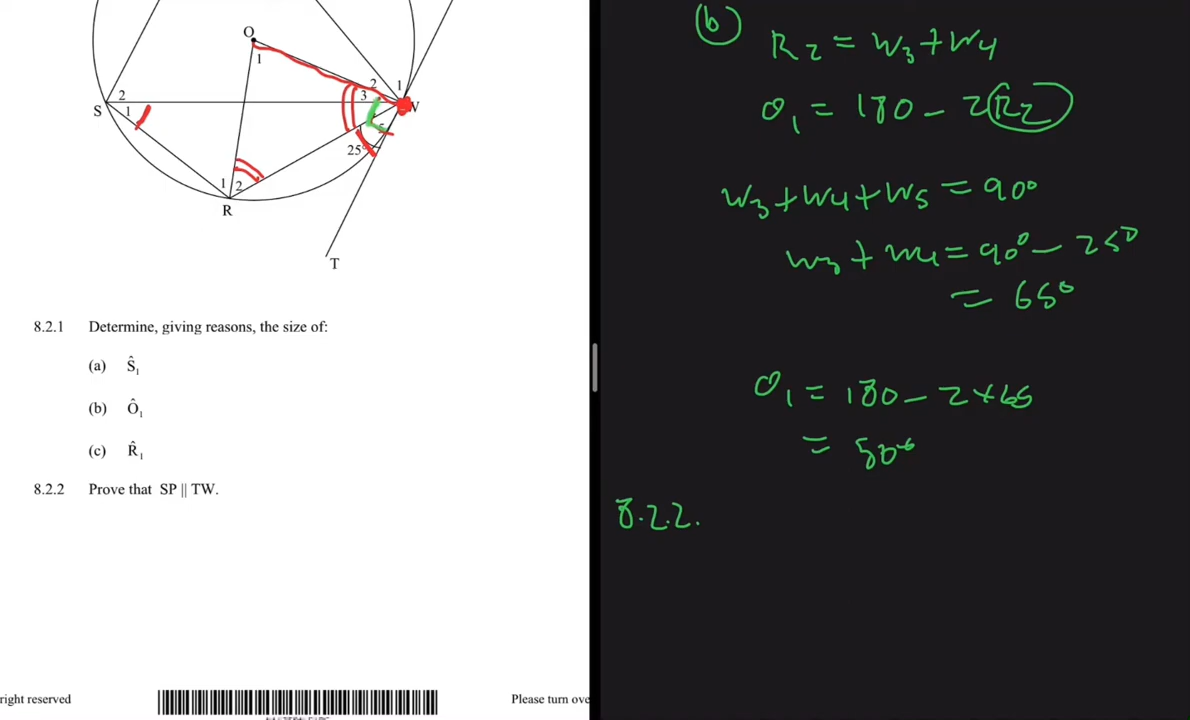 O
1
2
1
3
W
S
2
1
25°
1
2
R
T
8.2.1 Determine, giving reasons, the size of:
(a) Ŝ₁
(b) Ô₁
(c) R̂₁
8.2.2 Prove that SP || TW.
right reserved
Please turn ove
(b)
R2 = W3 + W4
O1 = 180 - 2(R2)
W3 + W4 + W5 = 90°
W3 + W4 = 90° - 25°
= 65°
O1 = 180 - 2×65
= 50°
8.2.2.